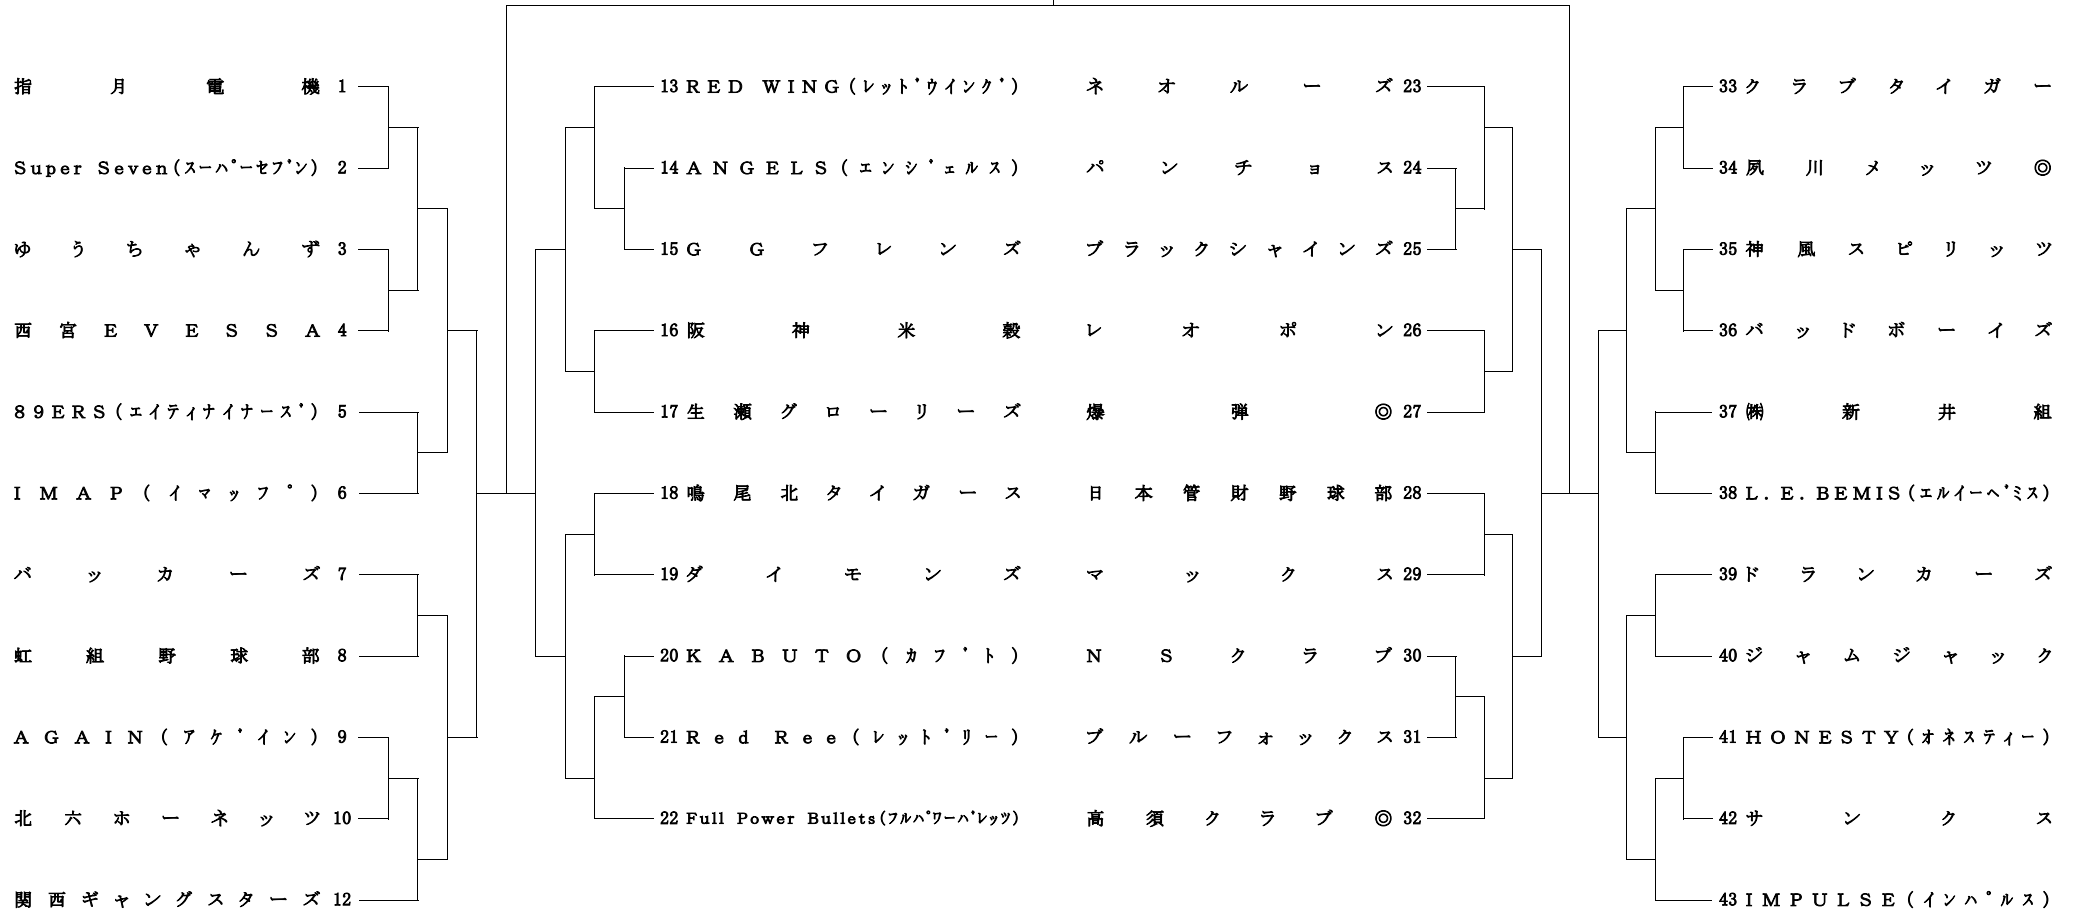 指月電機 1
Super Seven(スーパーセブン) 2
ゆうちゃんず 3
西宮EVESSA 4
89ERS(エイティナイナーズ) 5
IMAP(イマップ) 6
バッカーズ 7
虹組野球部 8
AGAIN(アゲイン) 9
北六ホーネッツ 10
関西ギャングスターズ 12
13 RED WING(レッドウイング)
14 ANGELS(エンジェルス)
15 GGフレンズ
16 阪神米穀
17 生瀬グローリーズ
18 鳴尾北タイガース
19 ダイモンズ
20 KABUTO(カブト)
21 Red Ree(レッドリー)
22 Full Power Bullets(フルパワーバレッツ)
ネオルーズ 23
パンチョス 24
ブラックシャインズ 25
レオポン 26
爆弾◎ 27
日本管財野球部 28
マックス 29
NSクラブ 30
ブルーフォックス 31
高須クラブ◎ 32
33 クラブタイガー
34 夙川メッツ◎
35 神風スピリッツ
36 バッドボーイズ
37 ㈱新井組
38 L.E.BEMIS(エルイーベミス)
39 ドランカーズ
40 ジャムジャック
41 HONESTY(オネスティー)
42 サンクス
43 IMPULSE(インパルス)